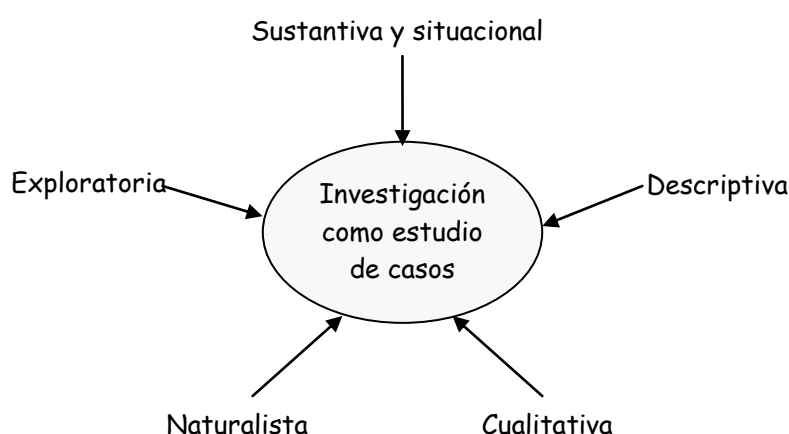 Sustantiva y situacional
Exploratoria
Descriptiva
Investigación
como estudio
de casos
Naturalista
Cualitativa